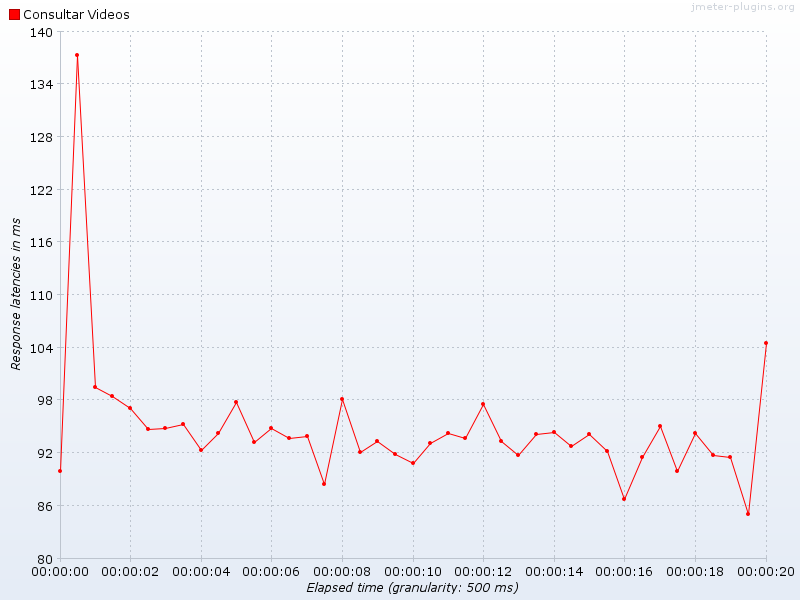 jmeter-plugins.org
Consultar Videos
140
134
128
122
116
110
104
98
92
86
80
Response latencies in ms
00:00:00 00:00:02 00:00:04 00:00:06 00:00:08 00:00:10 00:00:12 00:00:14 00:00:16 00:00:18 00:00:20
Elapsed time (granularity: 500 ms)